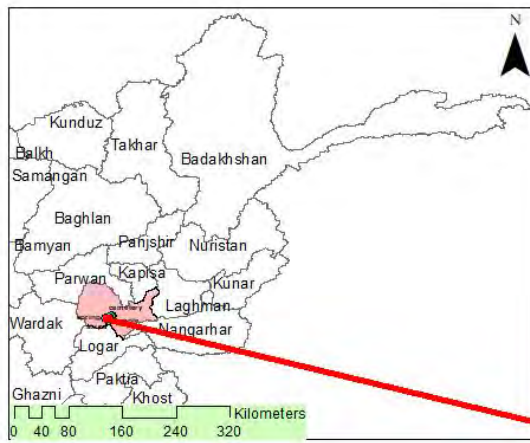 N
Kunduz
Takhar
Balkh
Badakhshan
Samangan
Baghlan
Panjshir
Nuristan
Bamyan
Kapisa
Parwan
Kunar
Laghman
Wardak
Nangarhar
Logar
Paktia
Ghazni
Khost
Kilometers
0 40 80 160 240 320